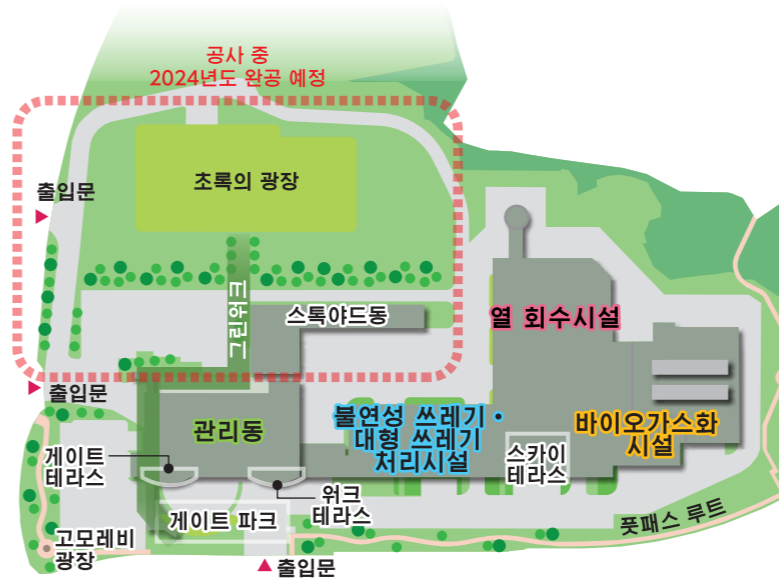 공사 중
2024년도 완공 예정
출입문
초록의 광장
그린워크
스톡야드동
열 회수시설
출입문
관리동
불연성 쓰레기・
대형 쓰레기
처리시설
바이오가스화
시설
스카이
테라스
게이트
테라스
워크
테라스
게이트 파크
풋패스 루트
고모레비
광장
출입문